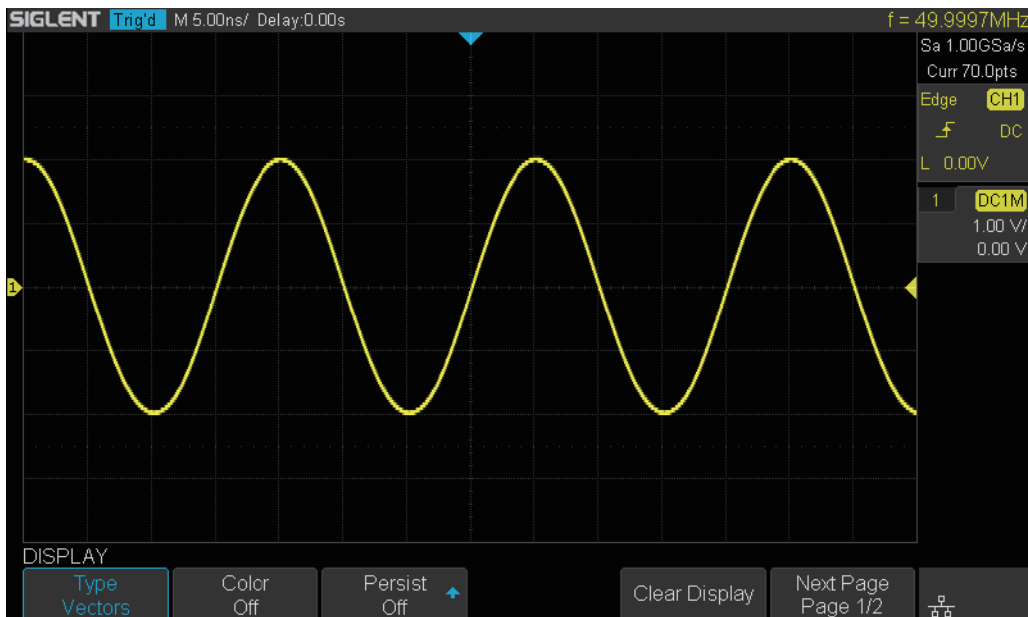 SIGLENT Trig'd M 5.00ns/ Delay:0.00s f = 49.9997MHz
Sa 1.00GSa/s
Curr 70.0pts
Edge CH1
DC
L 0.00V
1 DC1M
1.00 V/
0.00 V
1
DISPLAY
Type
Vectors
Color
Off
Persist
Off
Clear Display
Next Page
Page 1/2